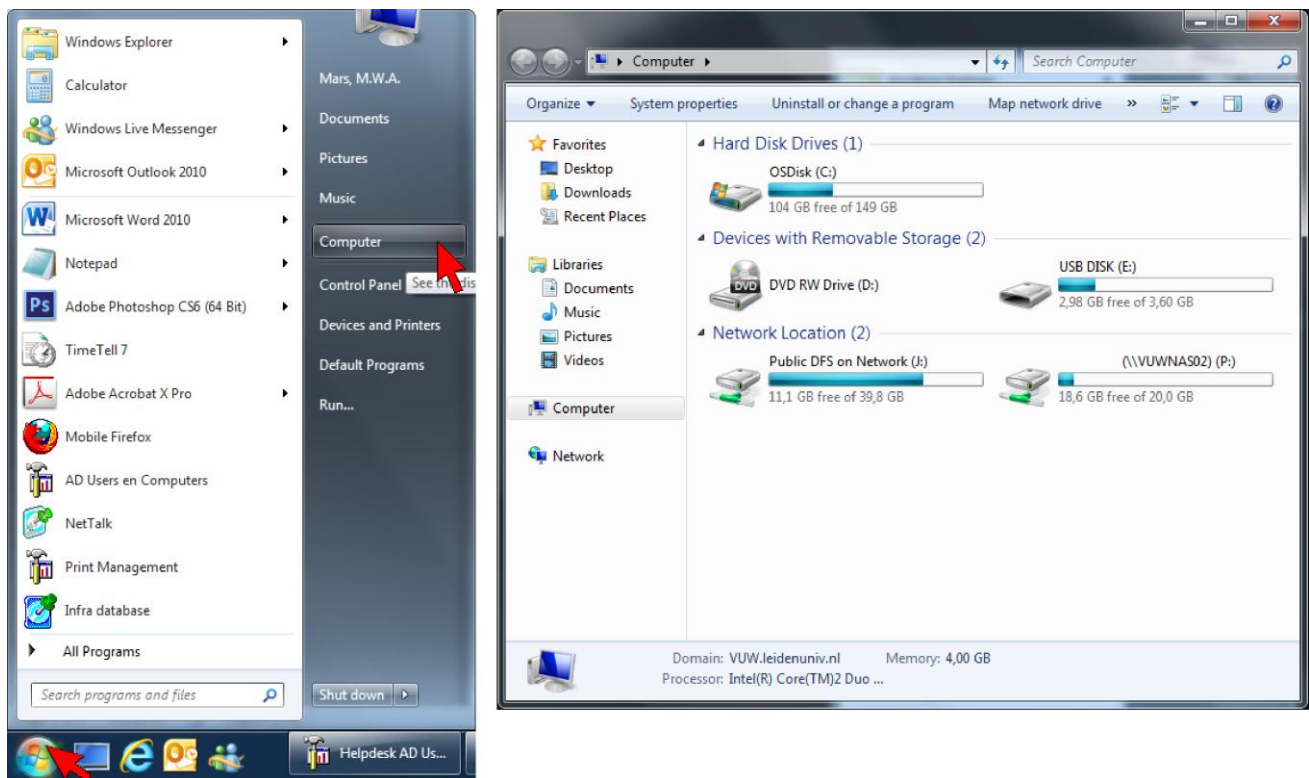 Windows Explorer
Calculator
Windows Live Messenger
Microsoft Outlook 2010
Microsoft Word 2010
Notepad
Adobe Photoshop CS6 (64 Bit)
TimeTell 7
Adobe Acrobat X Pro
Mobile Firefox
AD Users en Computers
NetTalk
Print Management
Infra database
All Programs
Search programs and files
Mars, M.W.A.
Documents
Pictures
Music
Computer
Control Panel
See the dis
Devices and Printers
Default Programs
Run...
Shut down
Helpdesk AD Us...
Computer
Search Computer
Organize
System properties
Uninstall or change a program
Map network drive
»
Favorites
Desktop
Downloads
Recent Places
Libraries
Documents
Music
Pictures
Videos
Computer
Network
Hard Disk Drives (1)
OSDisk (C:)
104 GB free of 149 GB
Devices with Removable Storage (2)
DVD RW Drive (D:)
USB DISK (E:)
2,98 GB free of 3,60 GB
Network Location (2)
Public DFS on Network (J:)
11,1 GB free of 39,8 GB
(\\VUWNAS02) (P:)
18,6 GB free of 20,0 GB
Domain: VUW.leidenuniv.nl Memory: 4,00 GB
Processor: Intel(R) Core(TM)2 Duo ...